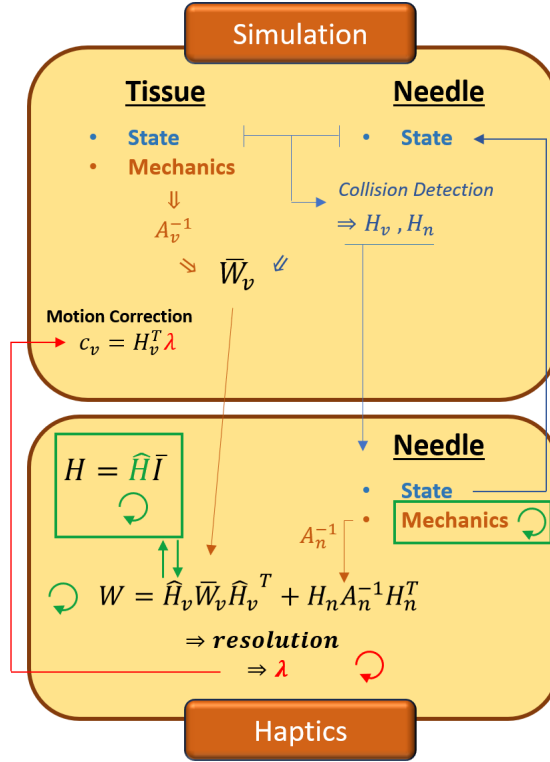 Simulation
Tissue
Needle
• State
• State
• Mechanics
Collision Detection
⇓
⇒ H_v , H_n
A_v^{-1}
⇘ W̅_v ⇙
Motion Correction
c_v = H_v^T λ
Needle
H = Ĥ I̅
• State
• Mechanics
A_n^{-1}
W = Ĥ_v W̅_v Ĥ_v^T + H_n A_n^{-1} H_n^T
⇒ resolution
⇒ λ
Haptics